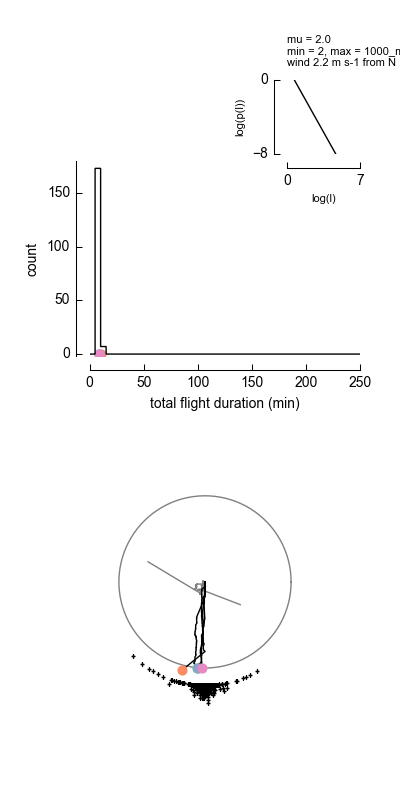 mu = 2.0
min = 2, max = 1000_m
wind 2.2 m s-1 from N
0
log(p(l))
−8
0 7
log(l)
150
100
count
50
0
0 50 100 150 200 250
total flight duration (min)